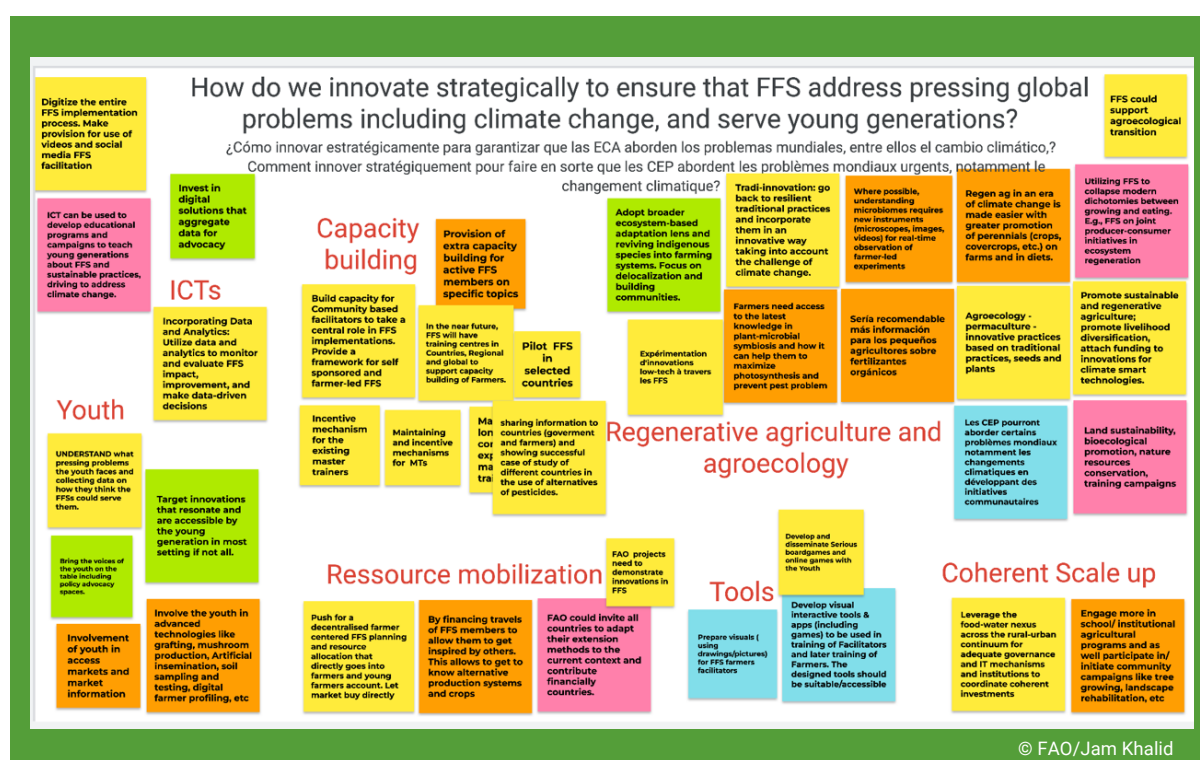 How do we innovate strategically to ensure that FFS address pressing global
problems including climate change, and serve young generations?
¿Cómo innovar estratégicamente para garantizar que las ECA aborden los problemas mundiales, entre ellos el cambio climático,?
Comment innover stratégiquement pour faire en sorte que les CEP abordent les problèmes mondiaux urgents, notamment le
changement climatique?
Digitize the entire
FFS implementation
process. Make
provision for use of
videos and social
media FFS
facilitation
FFS could
support
agroecological
transition
ICT can be used to
develop educational
programs and
campaigns to teach
young generations
about FFS and
sustainable practices,
driving to address
climate change.
Invest in
digital
solutions that
aggregate
data for
advocacy
ICTs
Incorporating Data
and Analytics:
Utilize data and
analytics to monitor
and evaluate FFS
impact,
improvement, and
make data-driven
decisions
Capacity
building
Provision of
extra capacity
building for
active FFS
members on
specific topics
Build capacity for
Community based
facilitators to take a
central role in FFS
implementations.
Provide a
framework for self
sponsored and
farmer-led FFS
In the near future,
FFS will have
training centres in
Countries, Regional
and global to
support capacity
building of Farmers.
Pilot FFS
in
selected
countries
Incentive
mechanism
for the
existing
master
trainers
Maintaining
and incentive
mechanisms
for MTs
sharing information to
countries (goverment
and farmers) and
showing successful
case of study of
different countries in
the use of alternatives
of pesticides.
Adopt broader
ecosystem-based
adaptation lens and
reviving indigenous
species into farming
systems. Focus on
delocalization and
building
communities.
Tradi-innovation: go
back to resilient
traditional practices
and incorporate
them in an
innovative way
taking into account
the challenge of
climate change.
Where possible,
understanding
microbiomes requires
new instruments
(microscopes, images,
videos) for real-time
observation of
farmer-led
experiments
Regen ag in an era
of climate change is
made easier with
greater promotion
of perennials (crops,
covercrops, etc.) on
farms and in diets.
Utilizing FFS to
collapse modern
dichotomies between
growing and eating.
E.g., FFS on joint
producer-consumer
initiatives in
ecosystem
regeneration
Expérimentation
d'innovations
low-tech à travers
les FFS
Farmers need access
to the latest
knowledge in
plant-microbial
symbiosis and how it
can help them to
maximize
photosynthesis and
prevent pest problem
Sería recomendable
más información
para los pequeños
agricultores sobre
fertilizantes
orgánicos
Agroecology -
permaculture -
innovative practices
based on traditional
practices, seeds and
plants
Promote sustainable
and regenerative
agriculture;
promote livelihood
diversification,
attach funding to
innovations for
climate smart
technologies.
Regenerative agriculture and
agroecology
Les CEP pourront
aborder certains
problèmes mondiaux
notamment les
changements
climatiques en
développant des
initiatives
communautaires
Land sustainability,
bioecological
promotion, nature
resources
conservation,
training campaigns
Youth
UNDERSTAND what
pressing problems
the youth faces and
collecting data on
how they think the
FFSs could serve
them.
Target innovations
that resonate and
are accessible by
the young
generation in most
setting if not all.
Bring the voices of
the youth on the
table including
policy advocacy
spaces.
Involvement
of youth in
access
markets and
market
information
Involve the youth in
advanced
technologies like
grafting, mushroom
production, Artificial
insemination, soil
sampling and
testing, digital
farmer profiling, etc
Ressource mobilization
FAO projects
need to
demonstrate
innovations in
FFS
Push for a
decentralised farmer
centered FFS planning
and resource
allocation that
directly goes into
farmers and young
farmers account. Let
market buy directly
By financing travels
of FFS members to
allow them to get
inspired by others.
This allows to get to
know alternative
production systems
and crops
FAO could invite all
countries to adapt
their extension
methods to the
current context and
contribute
financially
countries.
Tools
Develop and
disseminate Serious
boardgames and
online games with
the Youth
Prepare visuals (
using
drawings/pictures)
for FFS farmers
facilitators
Develop visual
interactive tools &
apps (including
games) to be used in
training of Facilitators
and later training of
Farmers. The
designed tools should
be suitable/accessible
Coherent Scale up
Leverage the
food-water nexus
across the rural-urban
continuum for
adequate governance
and IT mechanisms
and institutions to
coordinate coherent
investments
Engage more in
school/ institutional
agricultural
programs and as
well participate in/
initiate community
campaigns like tree
growing, landscape
rehabilitation, etc
© FAO/Jam Khalid